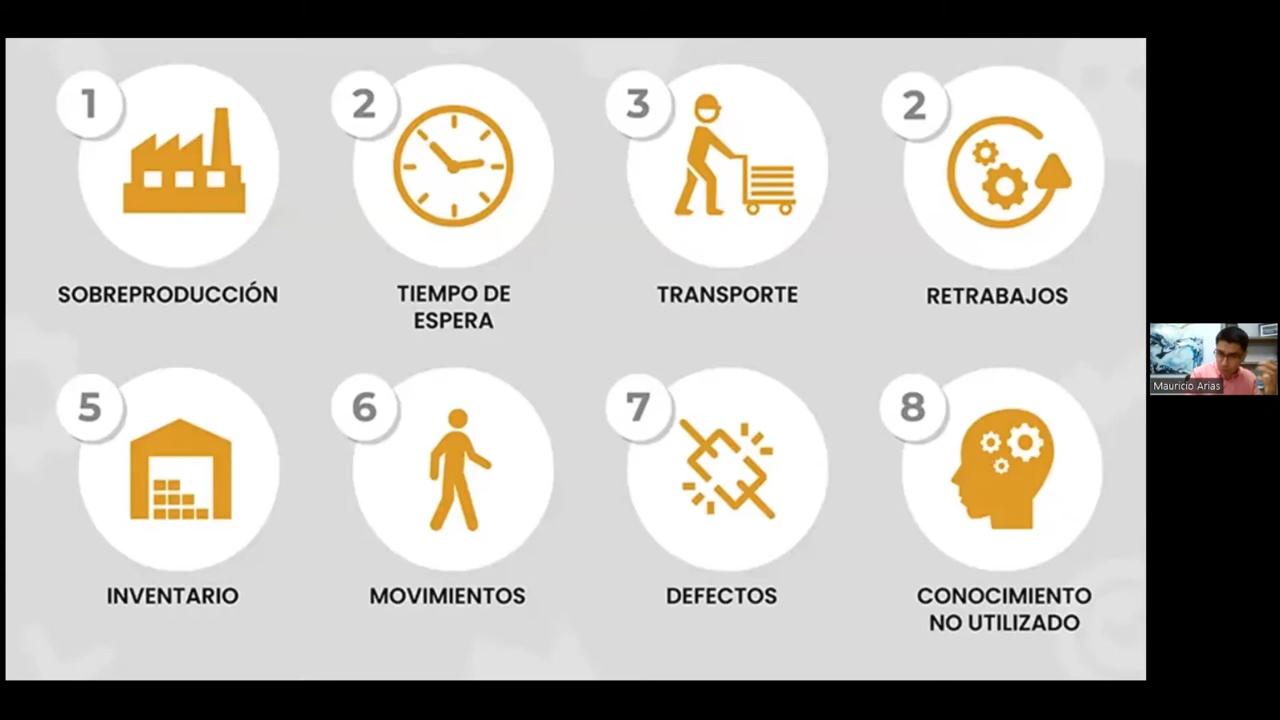 1
SOBREPRODUCCIÓN
2
TIEMPO DE
ESPERA
3
TRANSPORTE
2
RETRABAJOS
5
INVENTARIO
6
MOVIMIENTOS
7
DEFECTOS
8
CONOCIMIENTO
NO UTILIZADO
Mauricio Arias